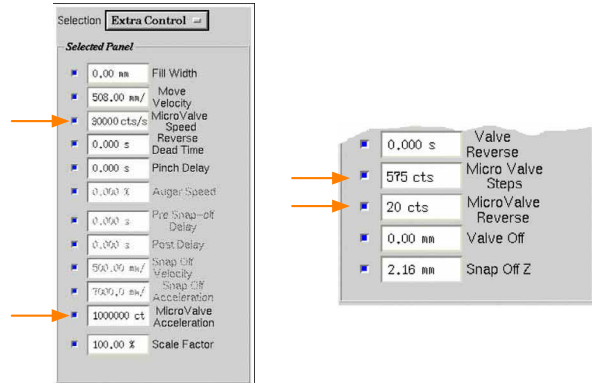 Selection Extra Control
Selected Panel
0.00 mm Fill Width
508.00 mm/ Move
Velocity
30000 cts/s MicroValve
Speed
0.000 s Reverse
Dead Time
0.000 s Pinch Delay
0.000 % Auger Speed
0.000 s Pre Snap-off
Delay
0.000 s Post Delay
500.00 mm/ Snap Off
Velocity
7000.0 mm/ Snap Off
Acceleration
1000000 ct MicroValve
Acceleration
100.00 % Scale Factor
0.000 s Valve
Reverse
575 cts Micro Valve
Steps
20 cts MicroValve
Reverse
0.00 mm Valve Off
2.16 mm Snap Off Z